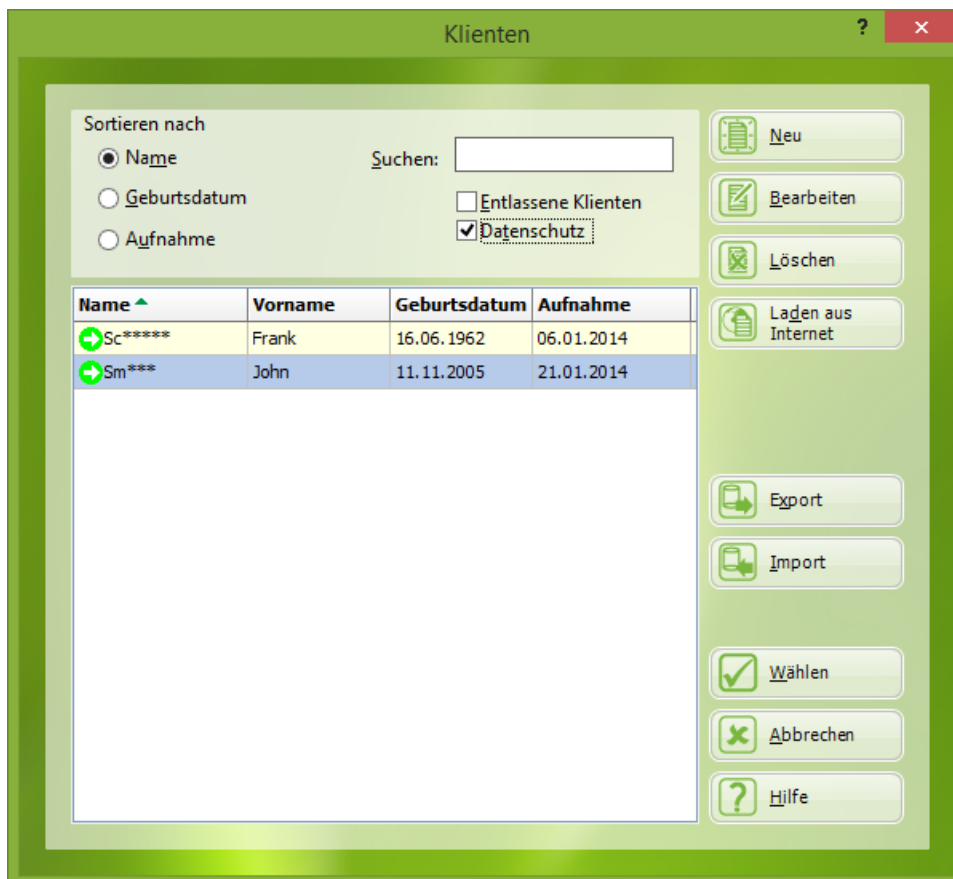 Klienten
?
Sortieren nach
Name
Geburtsdatum
Aufnahme
Suchen:
Entlassene Klienten
Datenschutz
Name Vorname Geburtsdatum Aufnahme
Sc***** Frank 16.06.1962 06.01.2014
Sm*** John 11.11.2005 21.01.2014
Neu
Bearbeiten
Löschen
Laden aus
Internet
Export
Import
Wählen
Abbrechen
Hilfe